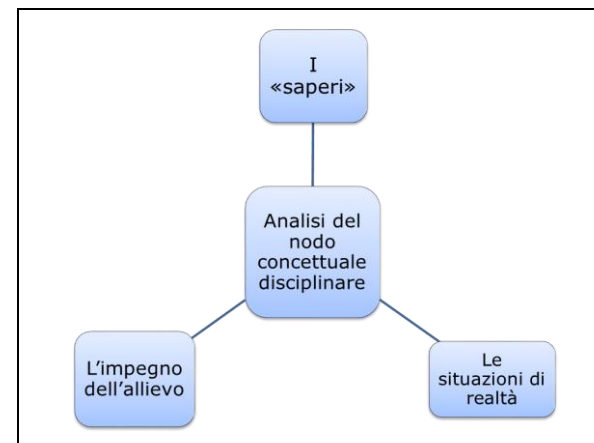 I
«saperi»
Analisi del
nodo
concettuale
disciplinare
L’impegno
dell’allievo
Le
situazioni di
realtà